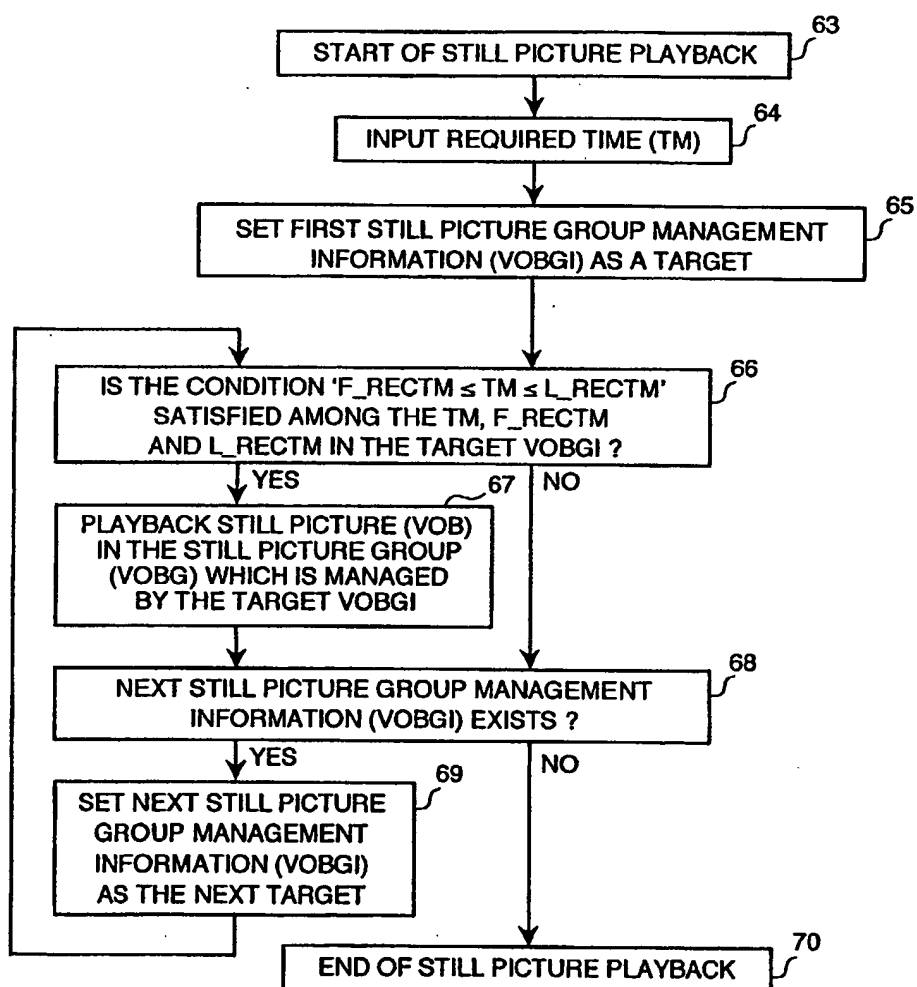 63
START OF STILL PICTURE PLAYBACK
64
INPUT REQUIRED TIME (TM)
65
SET FIRST STILL PICTURE GROUP MANAGEMENT
INFORMATION (VOBGI) AS A TARGET
66
IS THE CONDITION 'F_RECTM ≤ TM ≤ L_RECTM'
SATISFIED AMONG THE TM, F_RECTM
AND L_RECTM IN THE TARGET VOBGI ?
YES
NO
67
PLAYBACK STILL PICTURE (VOB)
IN THE STILL PICTURE GROUP
(VOBG) WHICH IS MANAGED
BY THE TARGET VOBGI
68
NEXT STILL PICTURE GROUP MANAGEMENT
INFORMATION (VOBGI) EXISTS ?
YES
NO
69
SET NEXT STILL PICTURE
GROUP MANAGEMENT
INFORMATION (VOBGI)
AS THE NEXT TARGET
70
END OF STILL PICTURE PLAYBACK